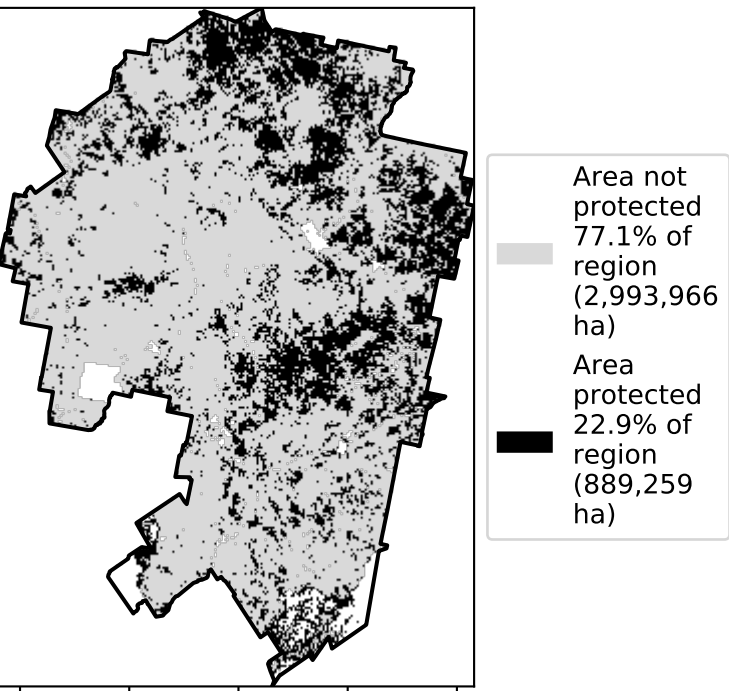 Area not
protected
77.1% of
region
(2,993,966
ha)
Area
protected
22.9% of
region
(889,259
ha)